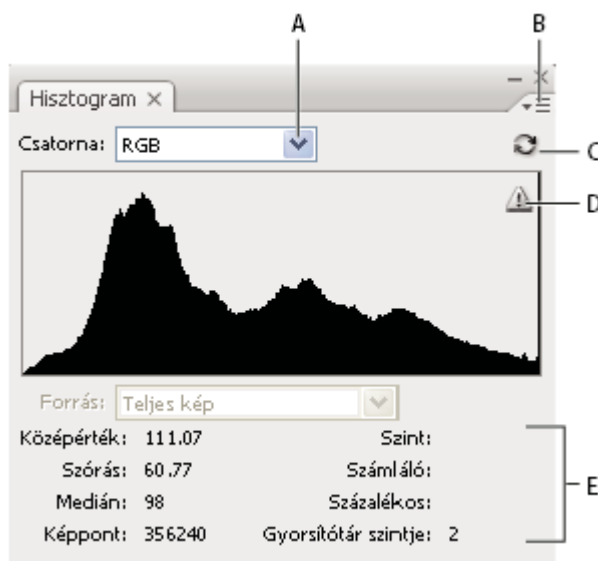 A
B
Hisztogram
Csatorna: RGB
C
D
Forrás: Teljes kép
Középérték: 111.07 Szint:
Szórás: 60.77 Számláló:
Medián: 98 Százalékos:
Képpont: 356240 Gyorsítótár szintje: 2
E